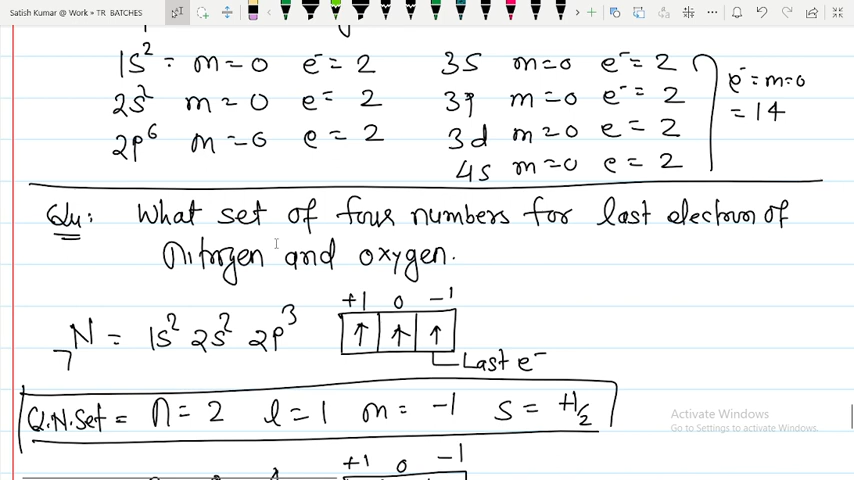 Satish Kumar @ Work » TR BATCHES
1S² = m=0 e⁻=2 3S m=0 e⁻=2
2S² m=0 e⁻=2 3p m=0 e⁻=2
2p⁶ m=0 e=2 3d m=0 e=2
4s m=0 e=2
e⁻=m=0
=14
Qu: What set of four numbers for last electron of
nitrogen and oxygen.
+1 0 -1
₇N = 1S² 2S² 2p³ ↑ ↑ ↑
Last e⁻
Q.N.Set = n=2 l=1 m=-1 s=+1/2
+1 0 -1
Activate Windows
Go to Settings to activate Windows.